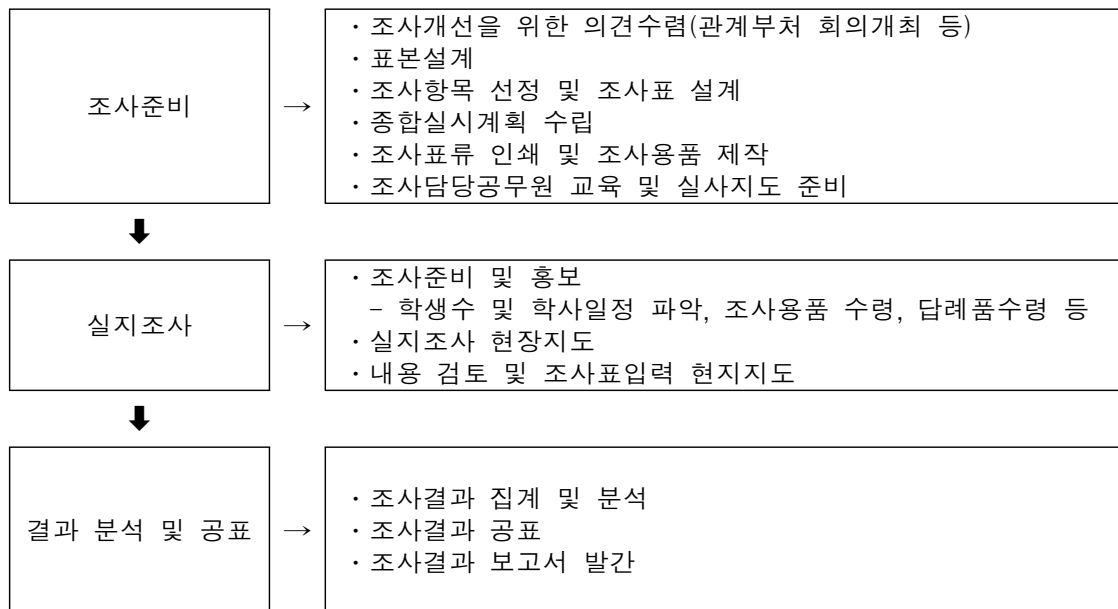 조사준비
→
· 조사개선을 위한 의견수렴(관계부처 회의개최 등)
· 표본설계
· 조사항목 선정 및 조사표 설계
· 종합실시계획 수립
· 조사표류 인쇄 및 조사용품 제작
· 조사담당공무원 교육 및 실사지도 준비
⬇
실지조사
→
· 조사준비 및 홍보
– 학생수 및 학사일정 파악, 조사용품 수령, 답례품수령 등
· 실지조사 현장지도
· 내용 검토 및 조사표입력 현지지도
⬇
결과 분석 및 공표
→
· 조사결과 집계 및 분석
· 조사결과 공표
· 조사결과 보고서 발간